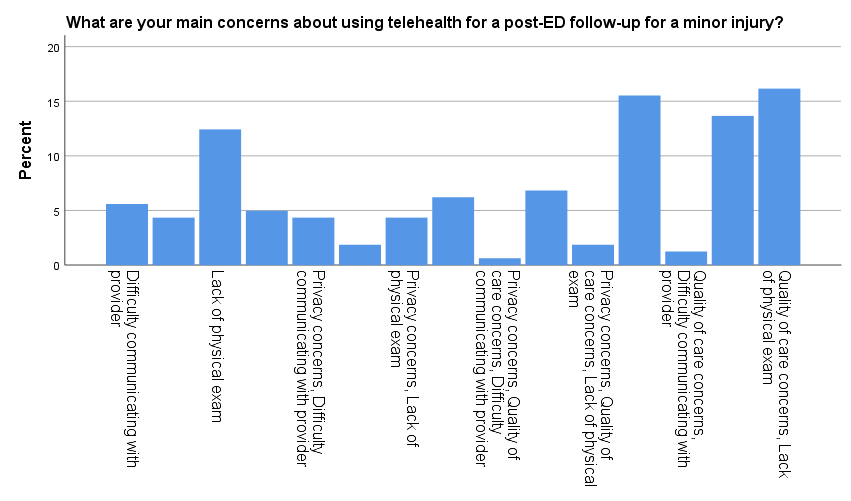 What are your main concerns about using telehealth for a post-ED follow-up for a minor injury?
20
15
10
5
0
Percent
Difficulty communicating with
provider
Lack of physical exam
Privacy concerns, Difficulty
communicating with provider
Privacy concerns, Lack of
physical exam
Privacy concerns, Quality of
care concerns, Difficulty
communicating with provider
Privacy concerns, Quality of
care concerns, Lack of physical
exam
Quality of care concerns,
Difficulty communicating with
provider
Quality of care concerns, Lack
of physical exam